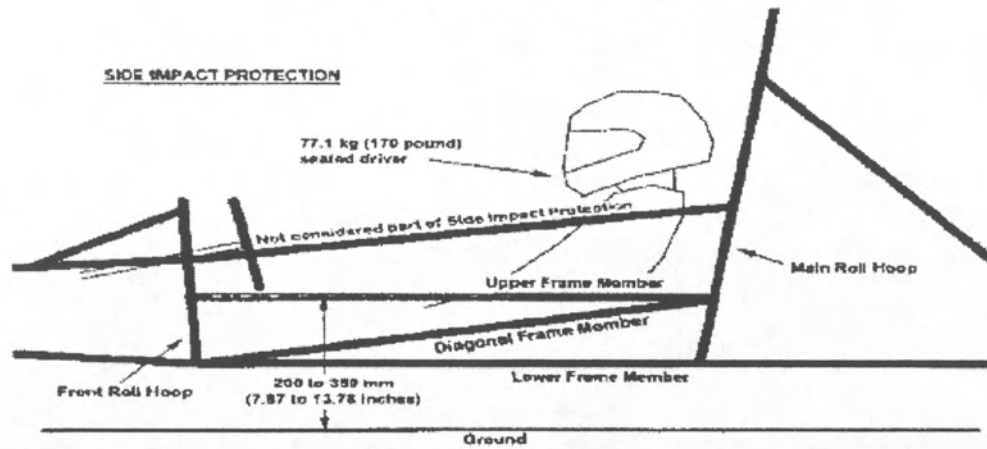 SIDE IMPACT PROTECTION
77.1 kg (170 pound)
seated driver
Not considered part of Side Impact Protection
Main Roll Hoop
Upper Frame Member
Diagonal Frame Member
Front Roll Hoop
200 to 350 mm
(7.87 to 13.78 inches)
Lower Frame Member
Ground